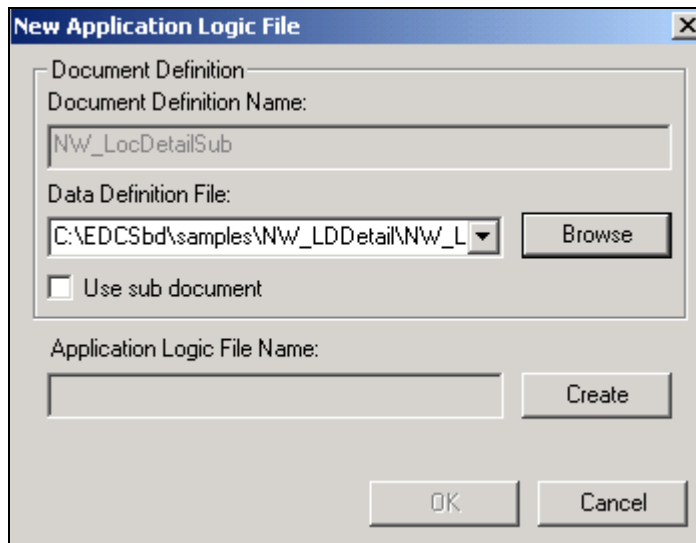 New Application Logic File
Document Definition
Document Definition Name:
NW_LocDetailSub
Data Definition File:
C:\EDCSbd\samples\NW_LDDetail\NW_L
Browse
Use sub document
Application Logic File Name:
Create
OK
Cancel